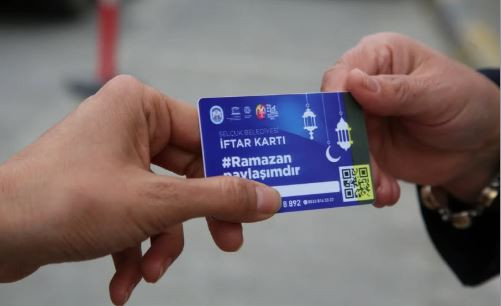 SELÇUK BELEDİYESİ
İFTAR KARTI
#Ramazan
paylaşımdır
8 892